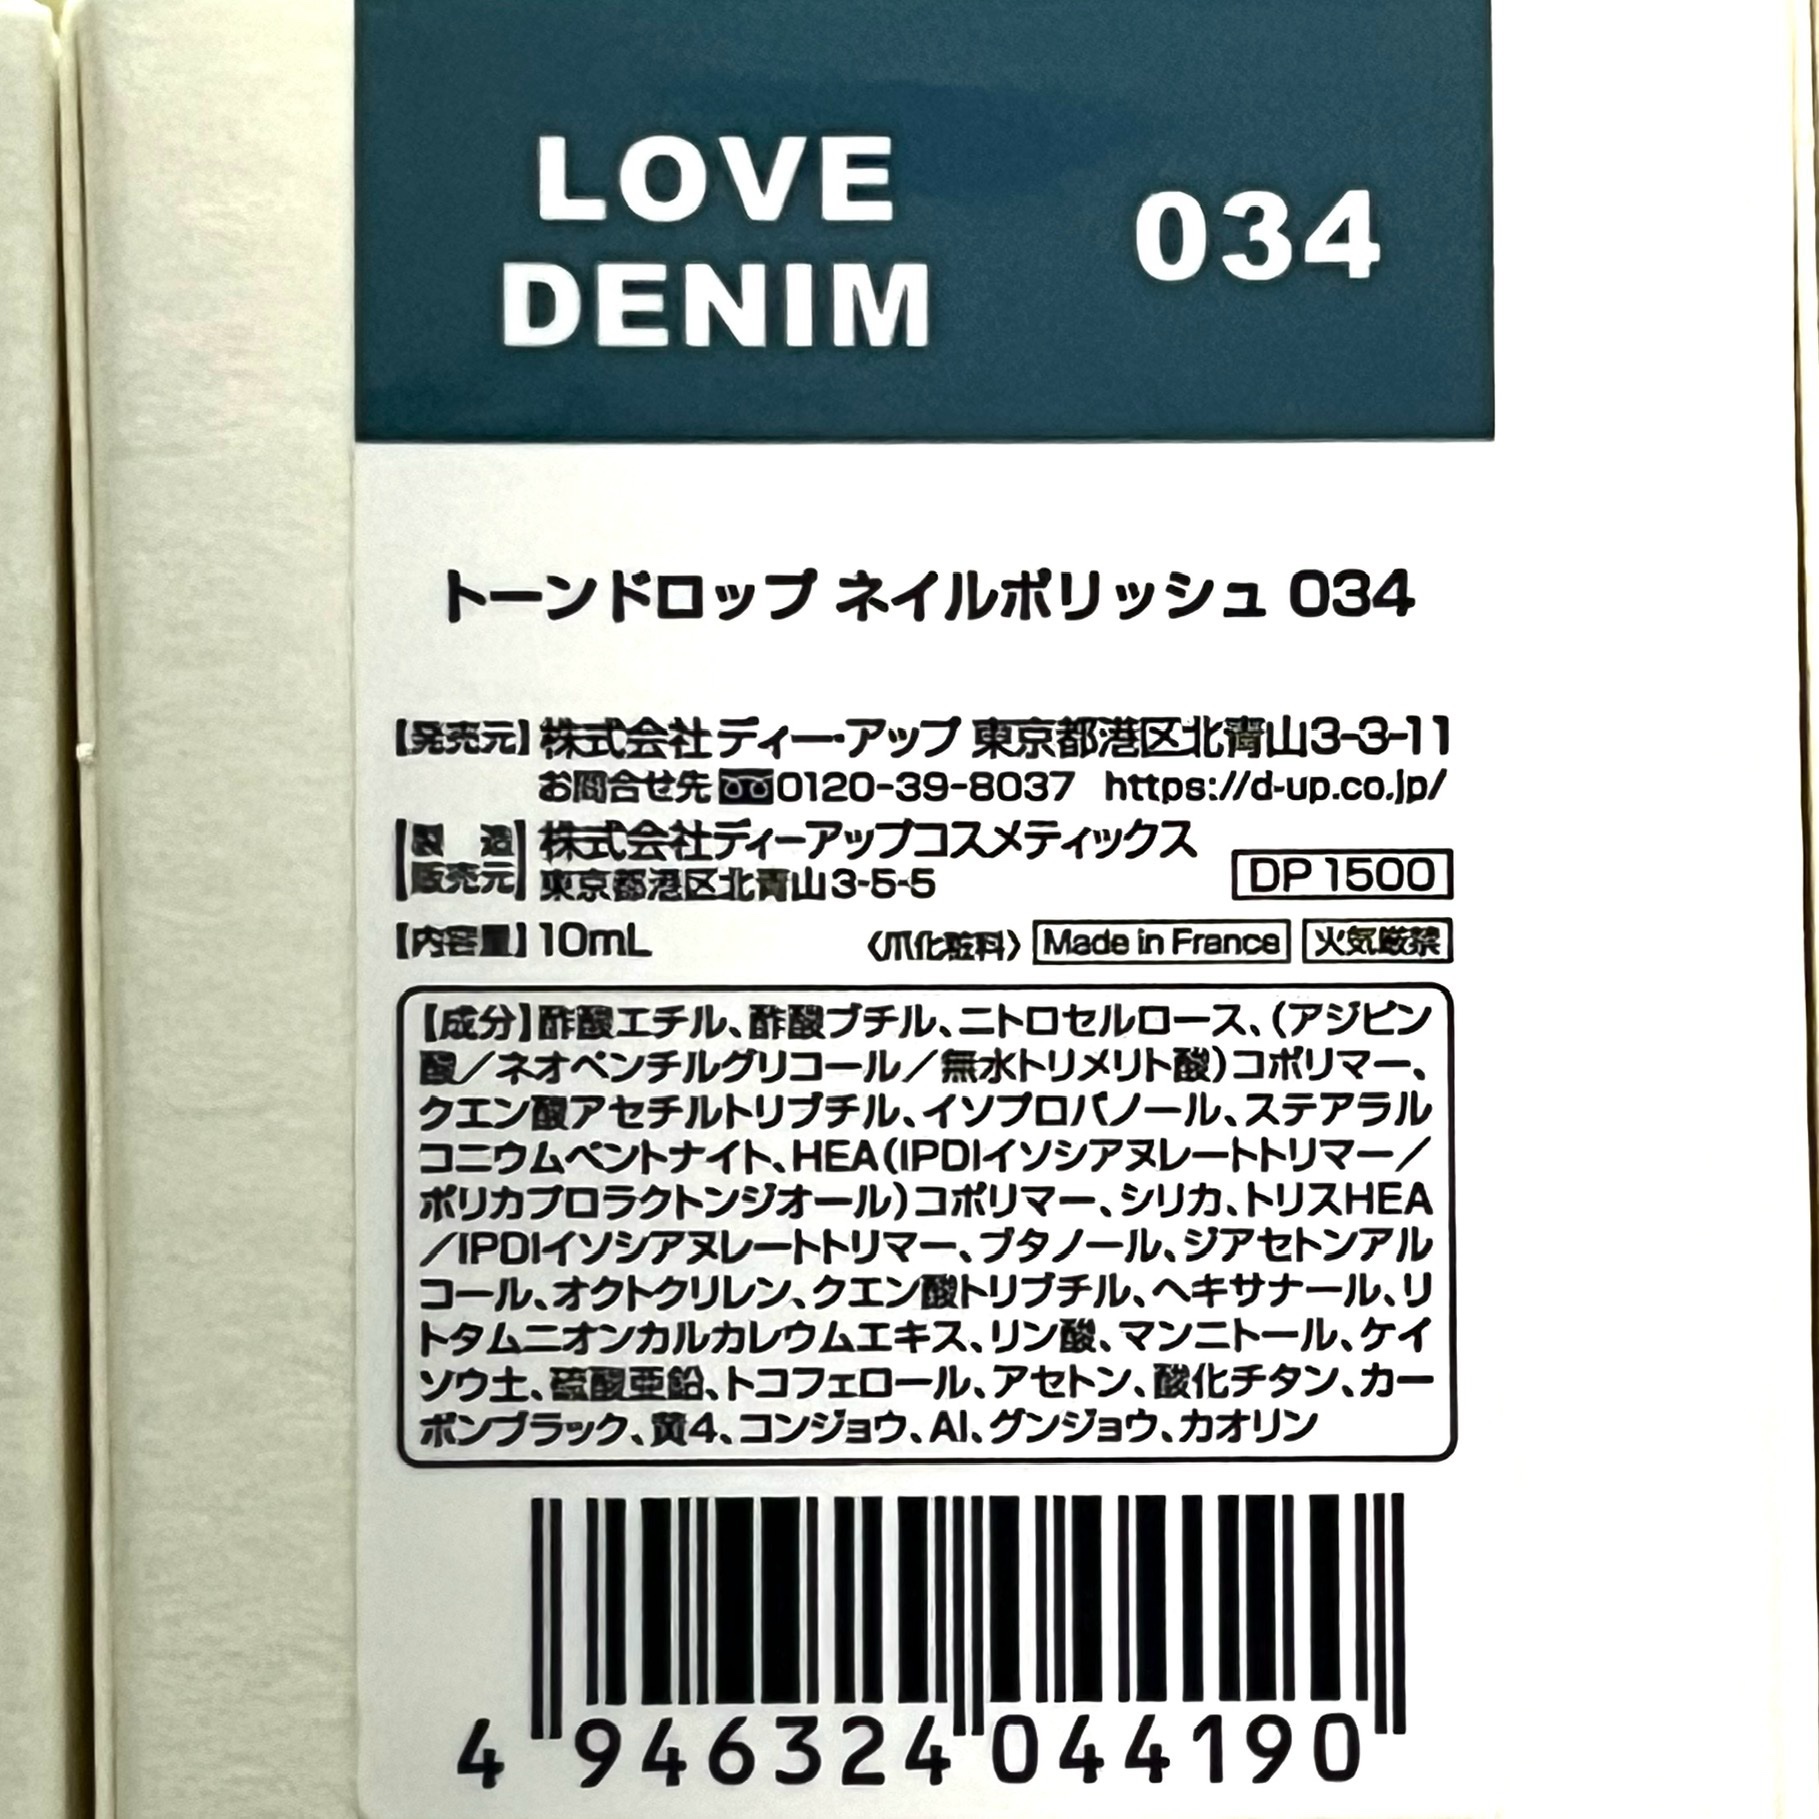 LOVE
DENIM
034
トーンドロップ ネイルポリッシュ 034
【発売元】株式会社 ディー・アップ 東京都港区北青山3-3-11
お問合せ先 0120-39-8037 https://d-up.co.jp/
【製造販売元】株式会社ディーアップコスメティックス
東京都港区北青山3-5-5
DP 1500
【内容量】10mL 〈爪化粧料〉 Made in France 火気厳禁
【成分】酢酸エチル、酢酸ブチル、ニトロセルロース、(アジピン
酸/ネオペンチルグリコール/無水トリメリト酸)コポリマー、
クエン酸アセチルトリブチル、イソプロパノール、ステアラル
コニウムベントナイト、HEA(IPDIイソシアヌレートトリマー/
ポリカプロラクトンジオール)コポリマー、シリカ、トリスHEA
/IPDIイソシアヌレートトリマー、ブタノール、ジアセトンアル
コール、オクトクリレン、クエン酸トリブチル、ヘキサナール、リ
トタムニオンカルカレウムエキス、リン酸、マンニトール、ケイ
ソウ土、硫酸亜鉛、トコフェロール、アセトン、酸化チタン、カー
ボンブラック、黄4、コンジョウ、Al、グンジョウ、カオリン
4 946324 044190